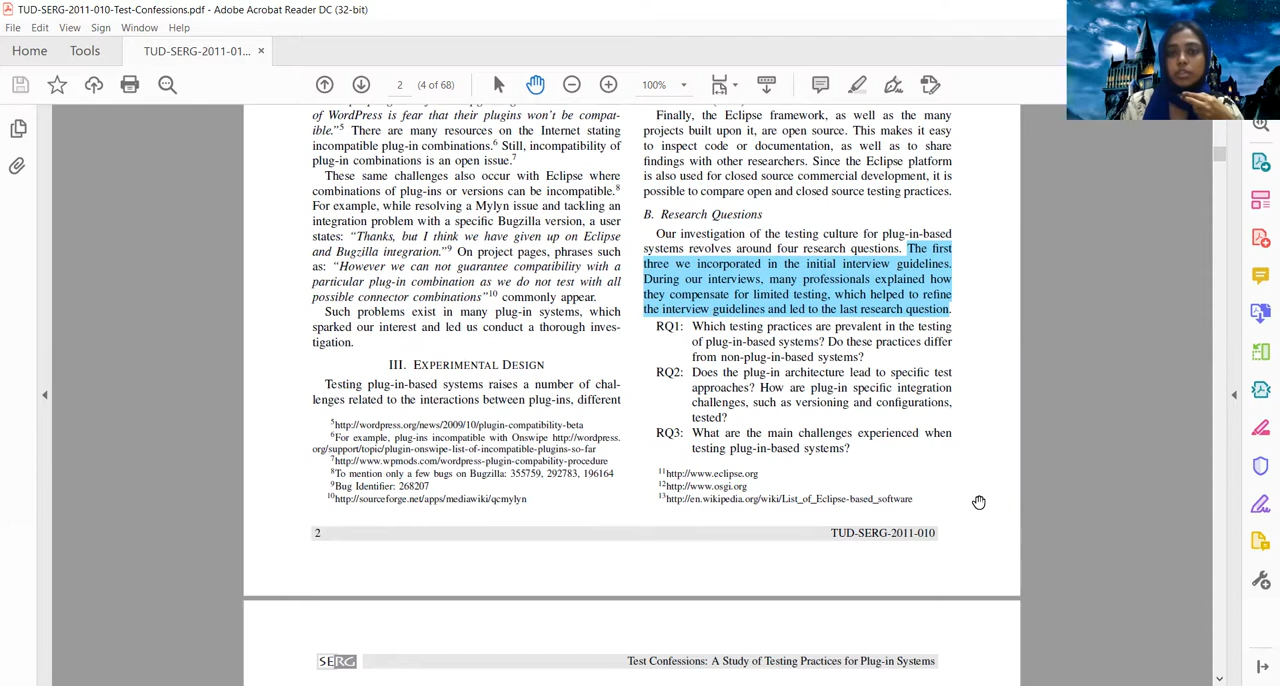 TUD-SERG-2011-010-Test-Confessions.pdf - Adobe Acrobat Reader DC (32-bit)
File Edit View Sign Window Help
Home Tools TUD-SERG-2011-01... ×
2 (4 of 68) 100%
of WordPress is fear that their plugins won't be compat-
ible."⁵ There are many resources on the Internet stating
incompatible plug-in combinations.⁶ Still, incompatibility of
plug-in combinations is an open issue.⁷
These same challenges also occur with Eclipse where
combinations of plug-ins or versions can be incompatible.⁸
For example, while resolving a Mylyn issue and tackling an
integration problem with a specific Bugzilla version, a user
states: "Thanks, but I think we have given up on Eclipse
and Bugzilla integration."⁹ On project pages, phrases such
as: "However we can not guarantee compatibility with a
particular plug-in combination as we do not test with all
possible connector combinations"¹⁰ commonly appear.
Such problems exist in many plug-in systems, which
sparked our interest and led us conduct a thorough inves-
tigation.
III. EXPERIMENTAL DESIGN
Testing plug-in-based systems raises a number of chal-
lenges related to the interactions between plug-ins, different
⁵http://wordpress.org/news/2009/10/plugin-compatibility-beta
⁶For example, plug-ins incompatible with Onswipe http://wordpress.
org/support/topic/plugin-onswipe-list-of-incompatible-plugins-so-far
⁷http://www.wpmods.com/wordpress-plugin-compability-procedure
⁸To mention only a few bugs on Bugzilla: 355759, 292783, 196164
⁹Bug Identifier: 268207
¹⁰http://sourceforge.net/apps/mediawiki/qcmylyn
Finally, the Eclipse framework, as well as the many
projects built upon it, are open source. This makes it easy
to inspect code or documentation, as well as to share
findings with other researchers. Since the Eclipse platform
is also used for closed source commercial development, it is
possible to compare open and closed source testing practices.
B. Research Questions
Our investigation of the testing culture for plug-in-based
systems revolves around four research questions. The first
three we incorporated in the initial interview guidelines.
During our interviews, many professionals explained how
they compensate for limited testing, which helped to refine
the interview guidelines and led to the last research question.
RQ1: Which testing practices are prevalent in the testing
of plug-in-based systems? Do these practices differ
from non-plug-in-based systems?
RQ2: Does the plug-in architecture lead to specific test
approaches? How are plug-in specific integration
challenges, such as versioning and configurations,
tested?
RQ3: What are the main challenges experienced when
testing plug-in-based systems?
¹¹http://www.eclipse.org
¹²http://www.osgi.org
¹³http://en.wikipedia.org/wiki/List_of_Eclipse-based_software
2 TUD-SERG-2011-010
SERG Test Confessions: A Study of Testing Practices for Plug-in Systems